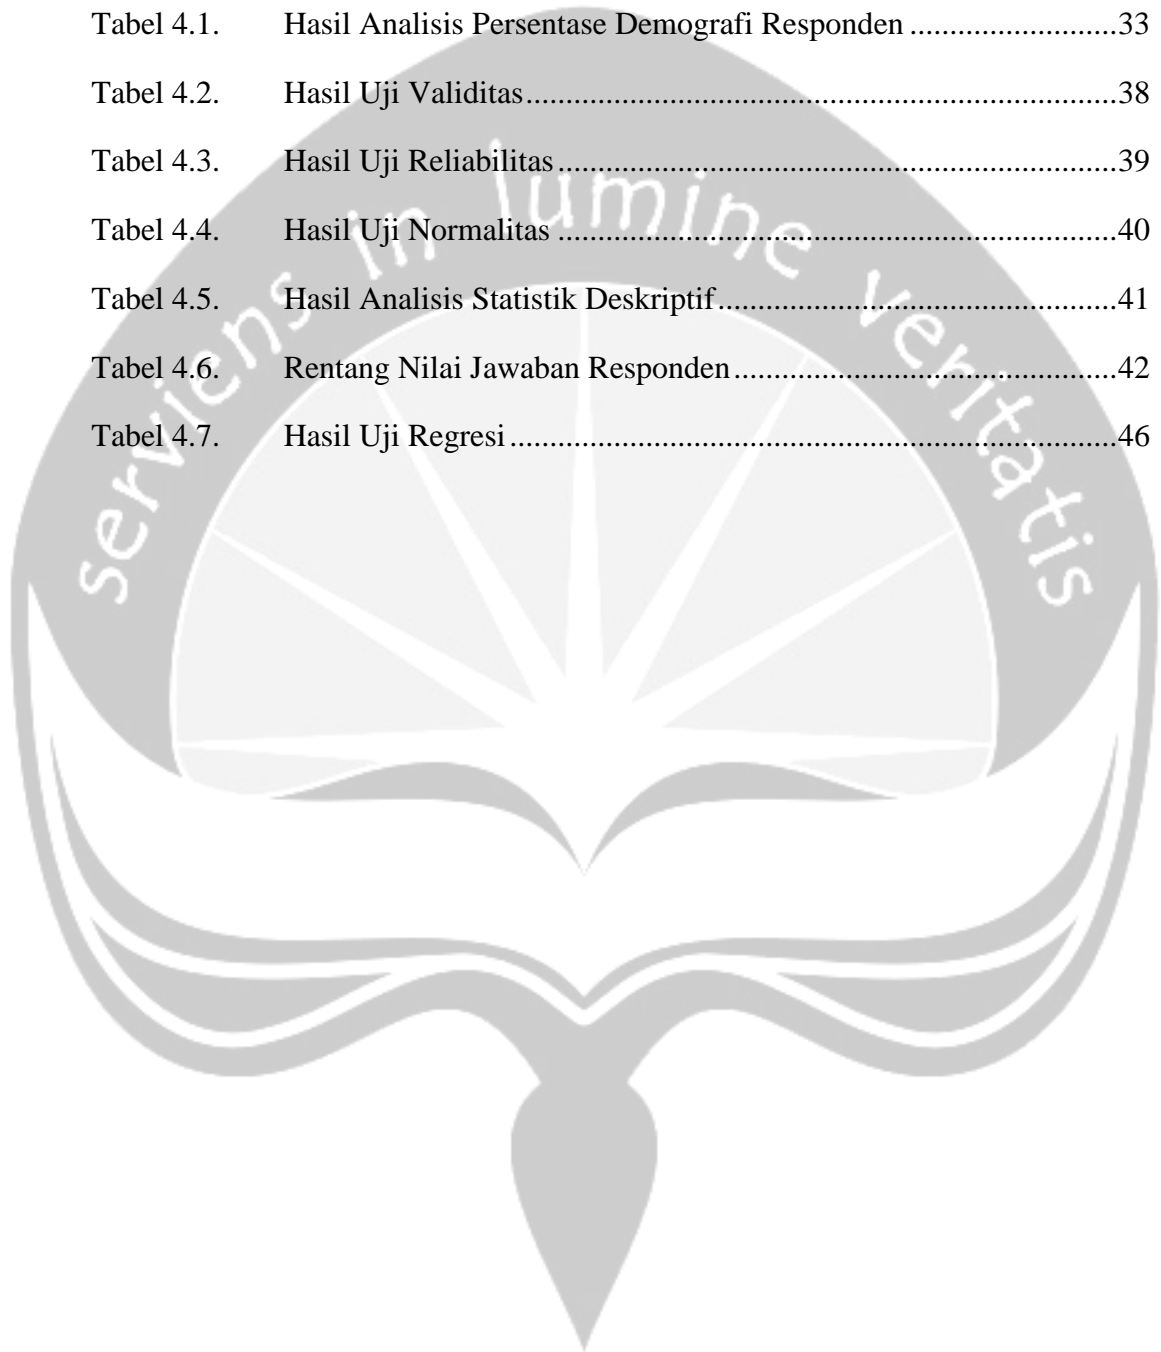 Tabel 4.1. Hasil Analisis Persentase Demografi Responden ..........................33
Tabel 4.2. Hasil Uji Validitas..........................................................................38
Tabel 4.3. Hasil Uji Reliabilitas ......................................................................39
Tabel 4.4. Hasil Uji Normalitas ......................................................................40
Tabel 4.5. Hasil Analisis Statistik Deskriptif..................................................41
Tabel 4.6. Rentang Nilai Jawaban Responden ................................................42
Tabel 4.7. Hasil Uji Regresi ............................................................................46
serviens in lumine veritatis